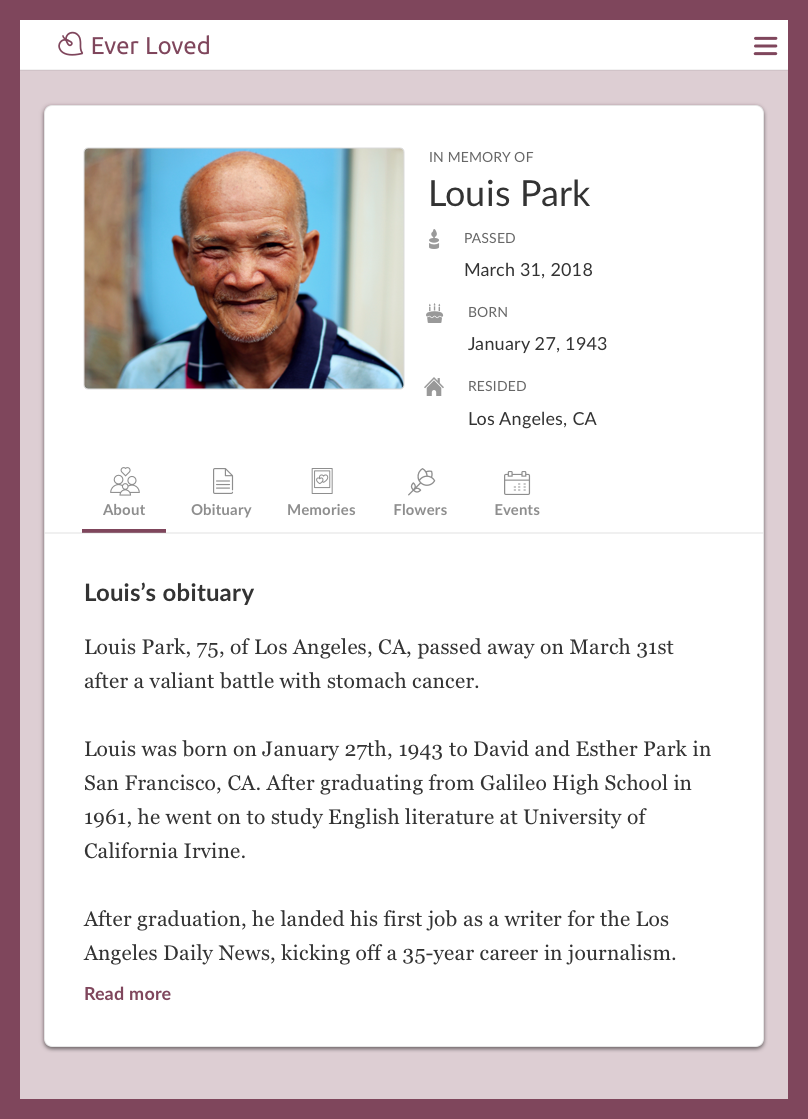 Ever Loved
IN MEMORY OF
Louis Park
PASSED
March 31, 2018
BORN
January 27, 1943
RESIDED
Los Angeles, CA
About
Obituary
Memories
Flowers
Events
Louis’s obituary
Louis Park, 75, of Los Angeles, CA, passed away on March 31st
after a valiant battle with stomach cancer.
Louis was born on January 27th, 1943 to David and Esther Park in
San Francisco, CA. After graduating from Galileo High School in
1961, he went on to study English literature at University of
California Irvine.
After graduation, he landed his first job as a writer for the Los
Angeles Daily News, kicking off a 35-year career in journalism.
Read more